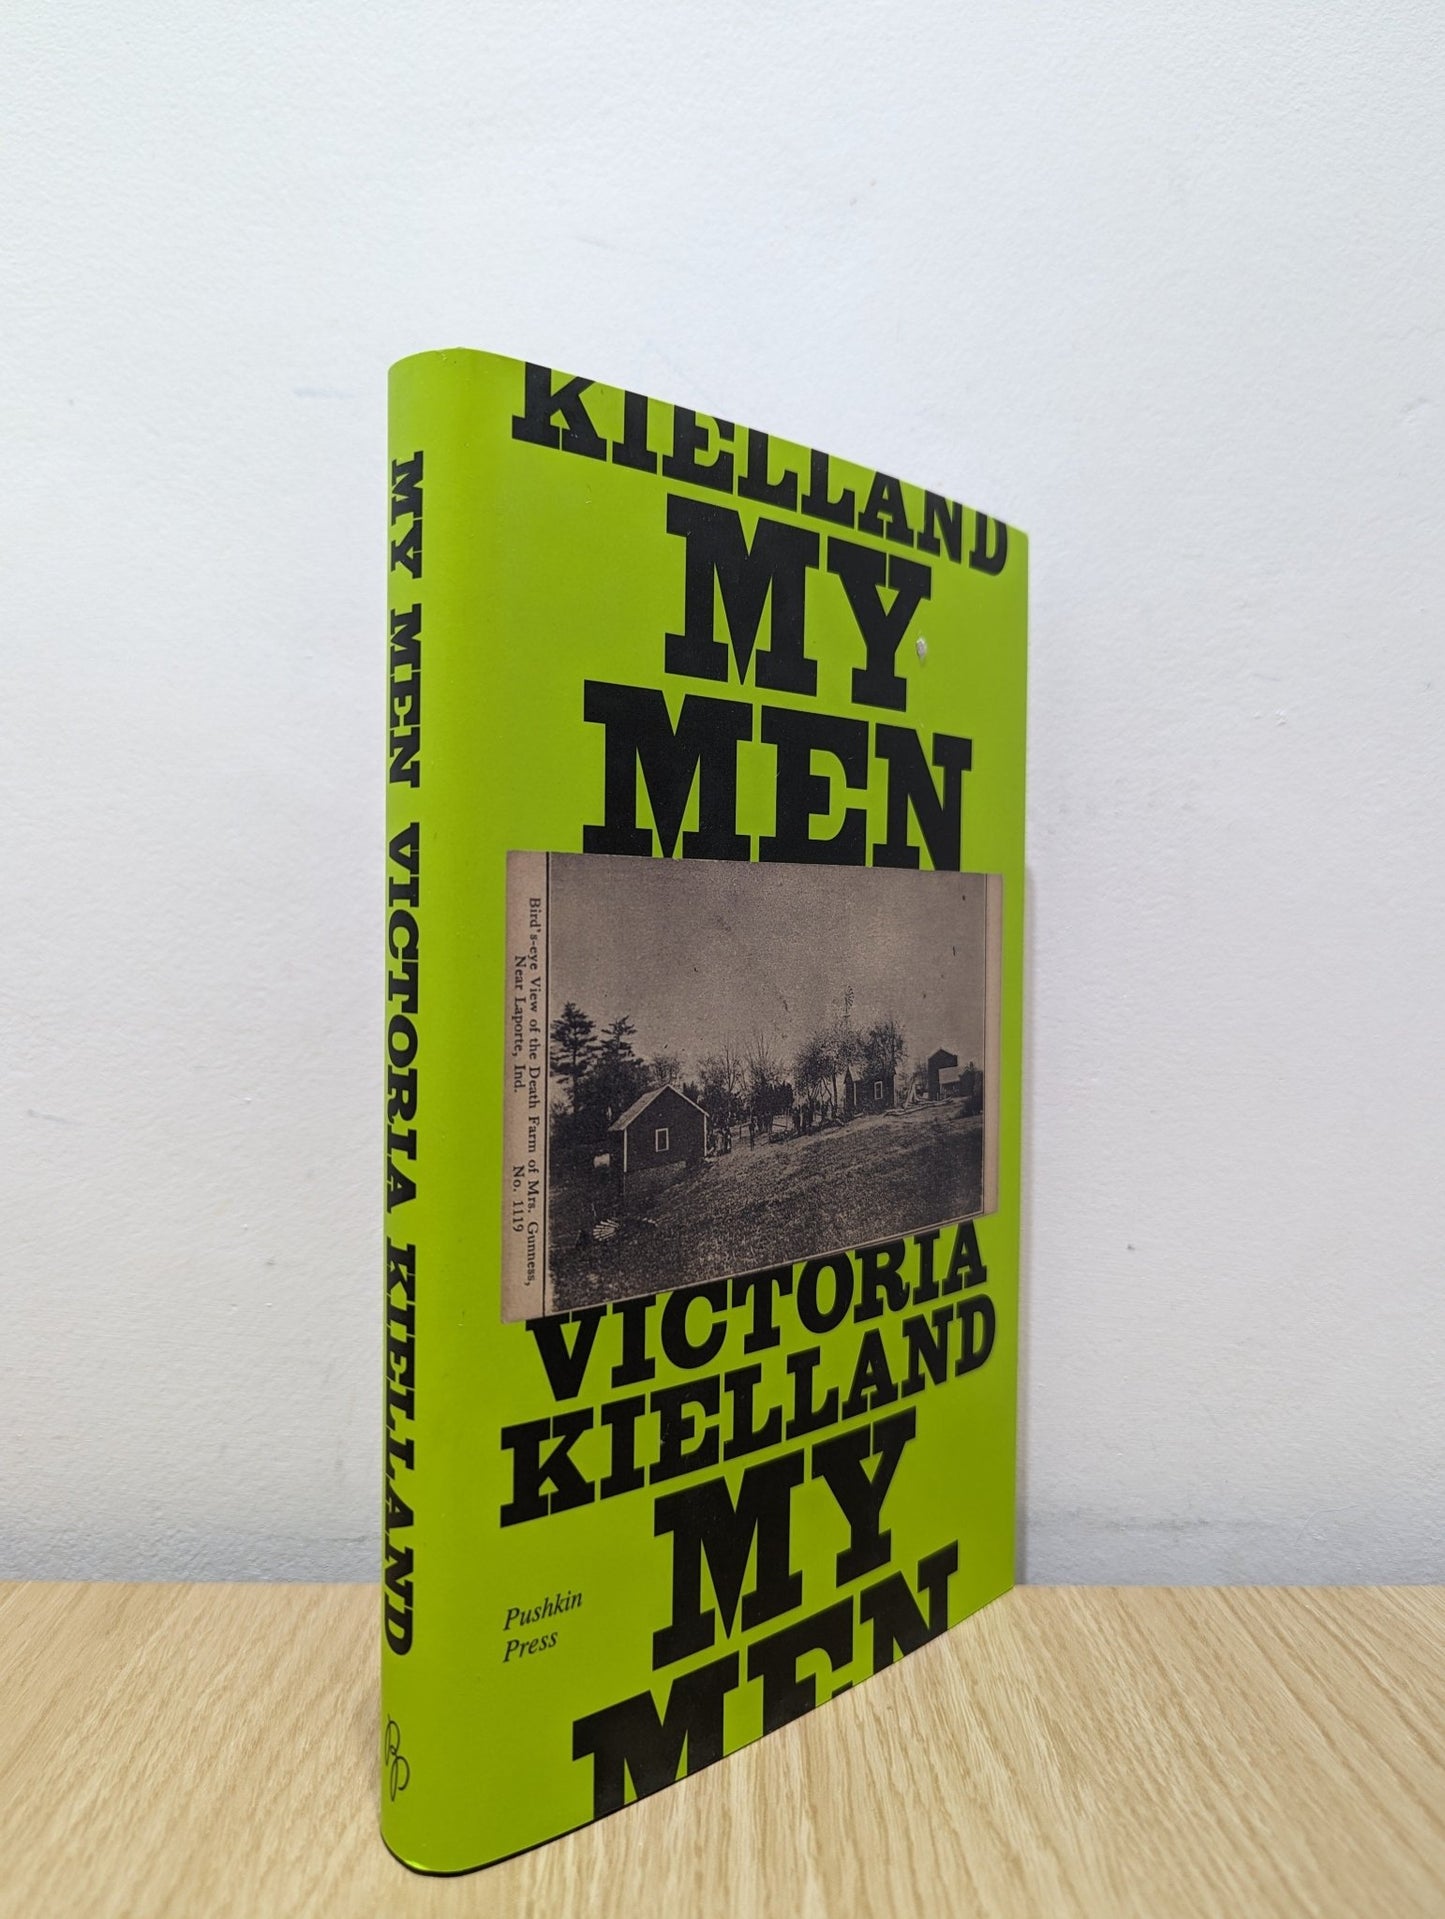 MY MEN VICTORIA KIELLAND
KIELLAND
MY
MEN
Bird's-eye View of the Death Farm of Mrs. Gunness,
Near Laporte, Ind. No. 1119
VICTORIA
KIELLAND
MY
MEN
Pushkin
Press